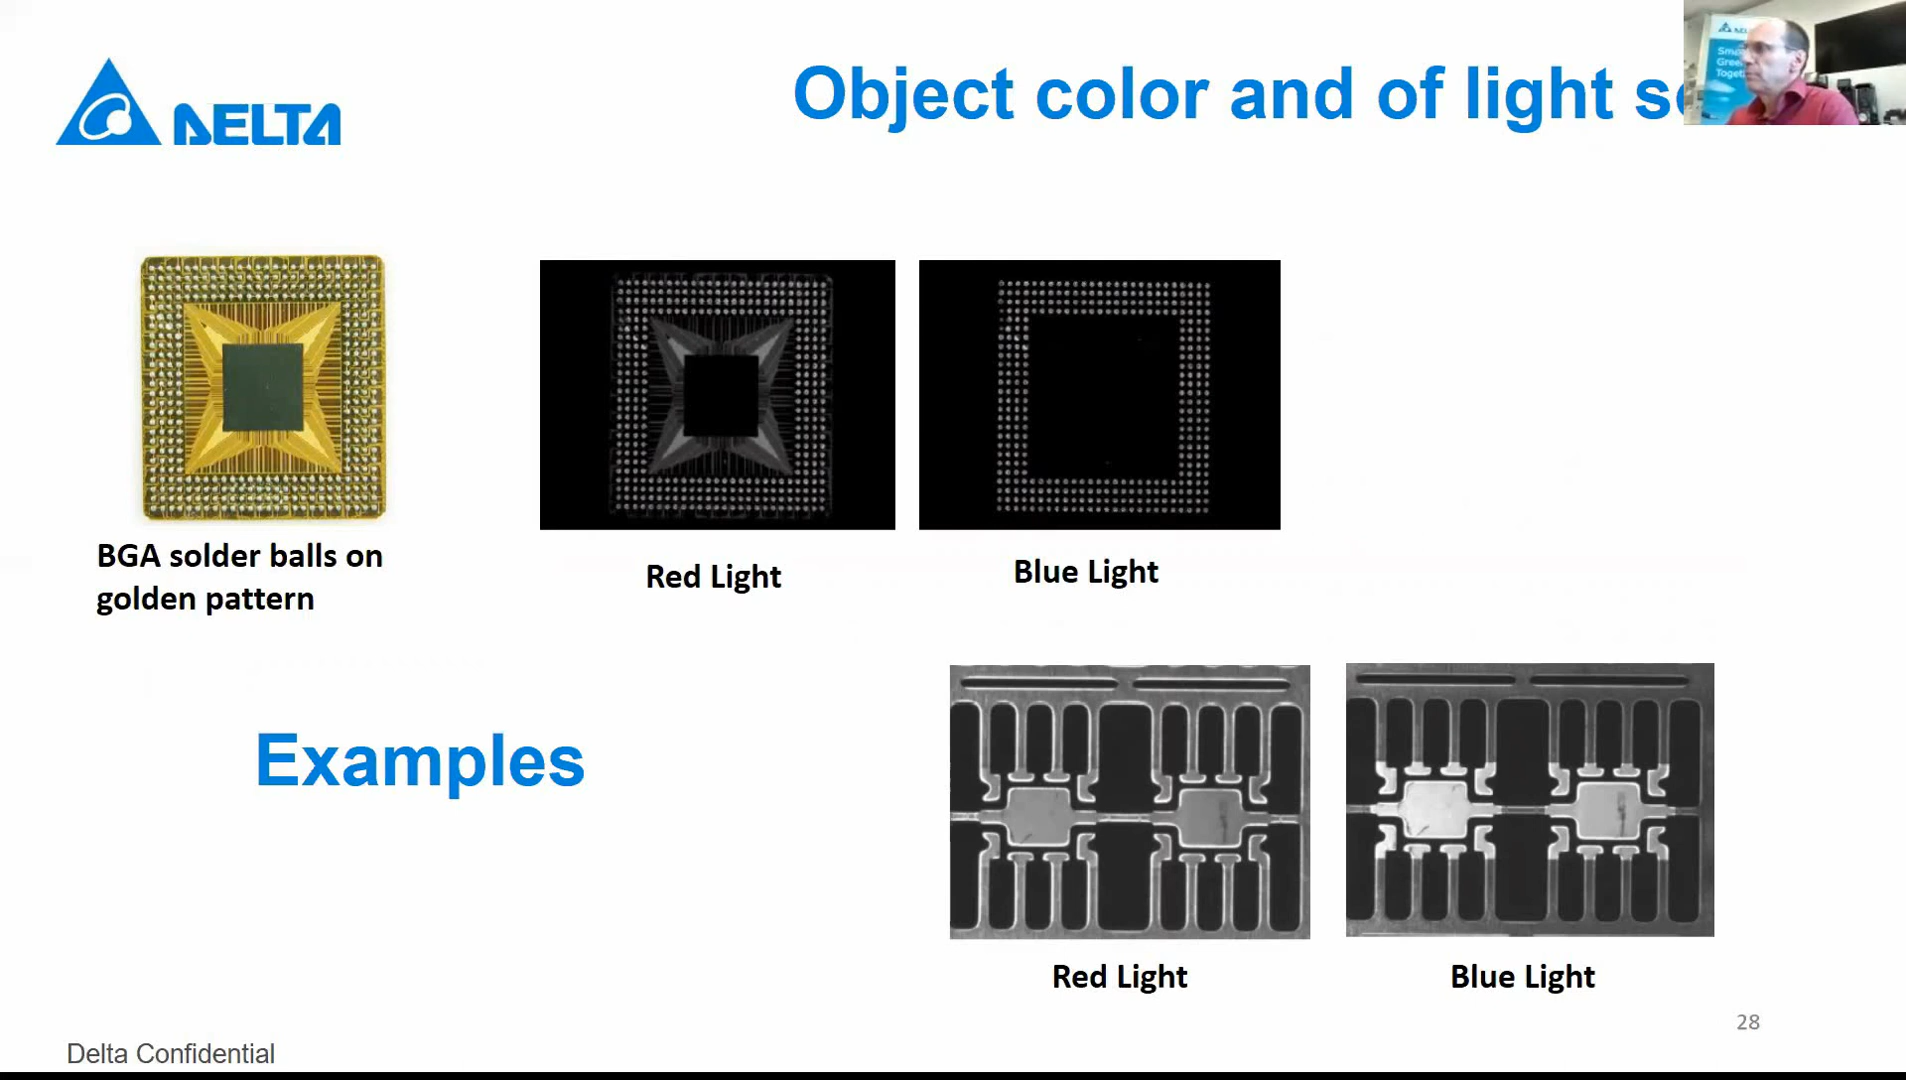 DELTA
Object color and of light
BGA solder balls on
golden pattern
Red Light
Blue Light
Examples
Red Light
Blue Light
28
Delta Confidential